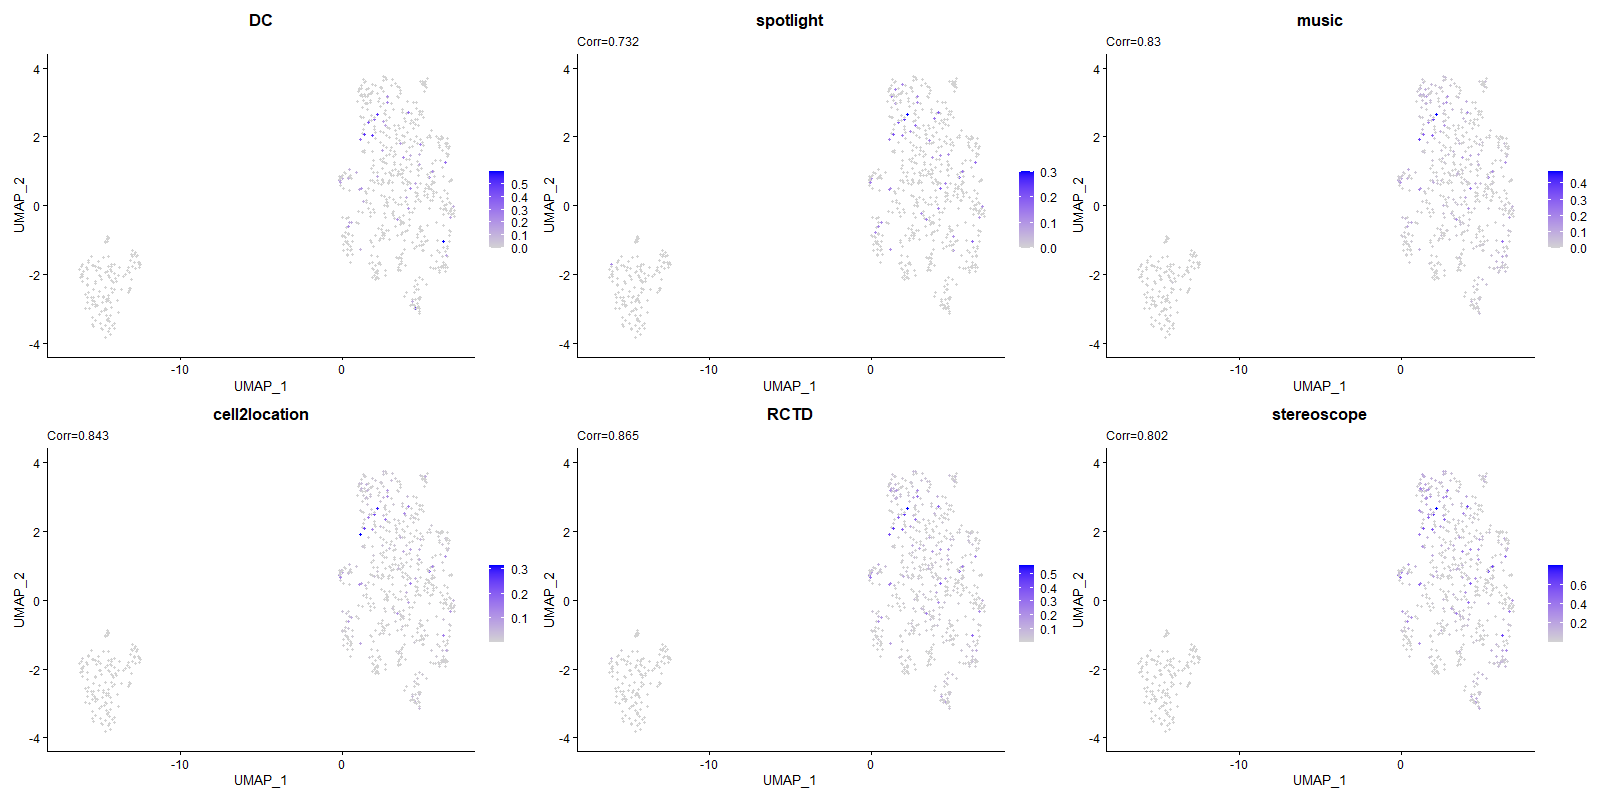 DC
4
2
0
-2
-4
-10
0
UMAP_2
UMAP_1
0.5
0.4
0.3
0.2
0.1
0.0
spotlight
Corr=0.732
4
2
0
-2
-4
-10
0
UMAP_2
UMAP_1
0.3
0.2
0.1
0.0
music
Corr=0.83
4
2
0
-2
-4
-10
0
UMAP_2
UMAP_1
0.4
0.3
0.2
0.1
0.0
cell2location
Corr=0.843
4
2
0
-2
-4
-10
0
UMAP_2
UMAP_1
0.3
0.2
0.1
RCTD
Corr=0.865
4
2
0
-2
-4
-10
0
UMAP_2
UMAP_1
0.5
0.4
0.3
0.2
0.1
stereoscope
Corr=0.802
4
2
0
-2
-4
-10
0
UMAP_2
UMAP_1
0.6
0.4
0.2